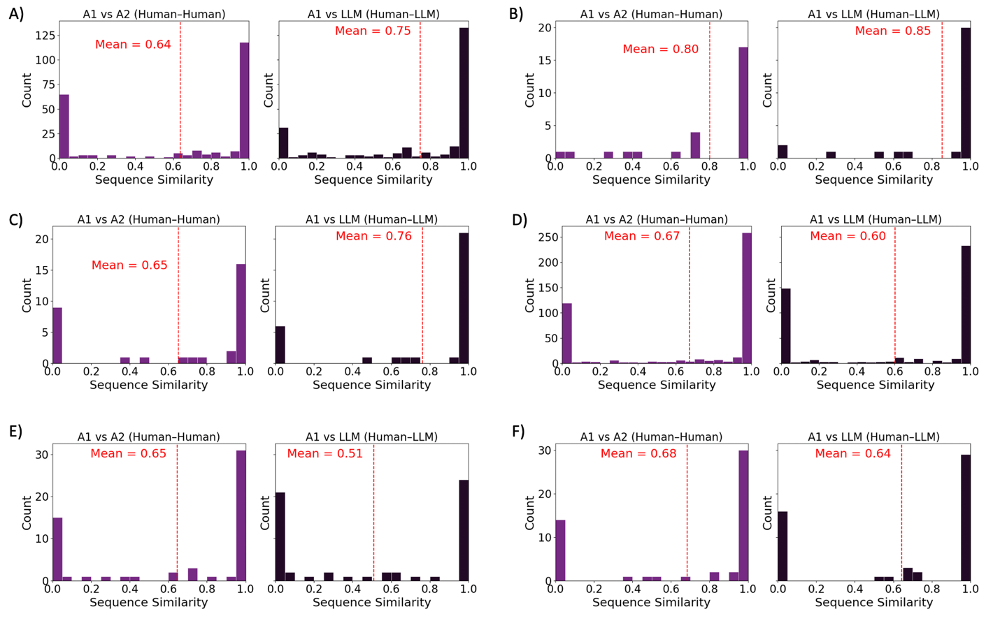 A)
A1 vs A2 (Human–Human)
Mean = 0.64
Count
125
100
75
50
25
0
0.0 0.2 0.4 0.6 0.8 1.0
Sequence Similarity
A1 vs LLM (Human–LLM)
Mean = 0.75
Count
0.0 0.2 0.4 0.6 0.8 1.0
Sequence Similarity
B)
A1 vs A2 (Human–Human)
Mean = 0.80
Count
20
15
10
5
0
0.0 0.2 0.4 0.6 0.8 1.0
Sequence Similarity
A1 vs LLM (Human–LLM)
Mean = 0.85
Count
0.0 0.2 0.4 0.6 0.8 1.0
Sequence Similarity
C)
A1 vs A2 (Human–Human)
Mean = 0.65
Count
20
15
10
5
0
0.0 0.2 0.4 0.6 0.8 1.0
Sequence Similarity
A1 vs LLM (Human–LLM)
Mean = 0.76
Count
0.0 0.2 0.4 0.6 0.8 1.0
Sequence Similarity
D)
A1 vs A2 (Human–Human)
Mean = 0.67
Count
250
200
150
100
50
0
0.0 0.2 0.4 0.6 0.8 1.0
Sequence Similarity
A1 vs LLM (Human–LLM)
Mean = 0.60
Count
0.0 0.2 0.4 0.6 0.8 1.0
Sequence Similarity
E)
A1 vs A2 (Human–Human)
Mean = 0.65
Count
30
20
10
0
0.0 0.2 0.4 0.6 0.8 1.0
Sequence Similarity
A1 vs LLM (Human–LLM)
Mean = 0.51
Count
0.0 0.2 0.4 0.6 0.8 1.0
Sequence Similarity
F)
A1 vs A2 (Human–Human)
Mean = 0.68
Count
30
20
10
0
0.0 0.2 0.4 0.6 0.8 1.0
Sequence Similarity
A1 vs LLM (Human–LLM)
Mean = 0.64
Count
0.0 0.2 0.4 0.6 0.8 1.0
Sequence Similarity